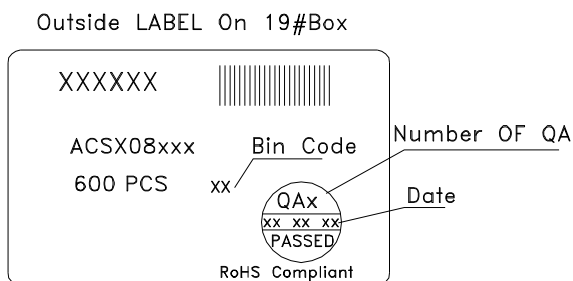 Outside LABEL On 19#Box
XXXXXX
ACSX08xxx
Bin Code
Number OF QA
600 PCS
xx
QAx
Date
xx xx xx
PASSED
RoHS Compliant